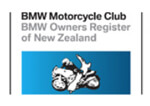 BMW Motorcycle Club
BMW Owners Register
of New Zealand